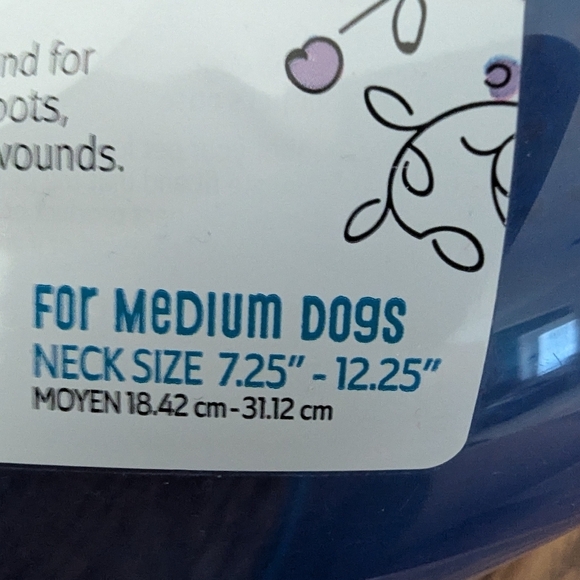 nd for
ots,
wounds.
For Medium Dogs
NECK SIZE 7.25" - 12.25"
MOYEN 18.42 cm - 31.12 cm